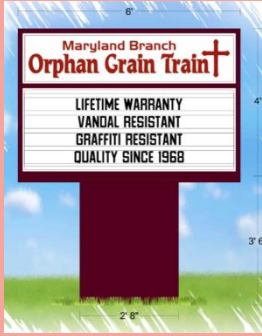 6'
Maryland Branch
Orphan Grain Train
4'
LIFETIME WARRANTY
VANDAL RESISTANT
GRAFFITI RESISTANT
QUALITY SINCE 1968
3' 6
2' 8"